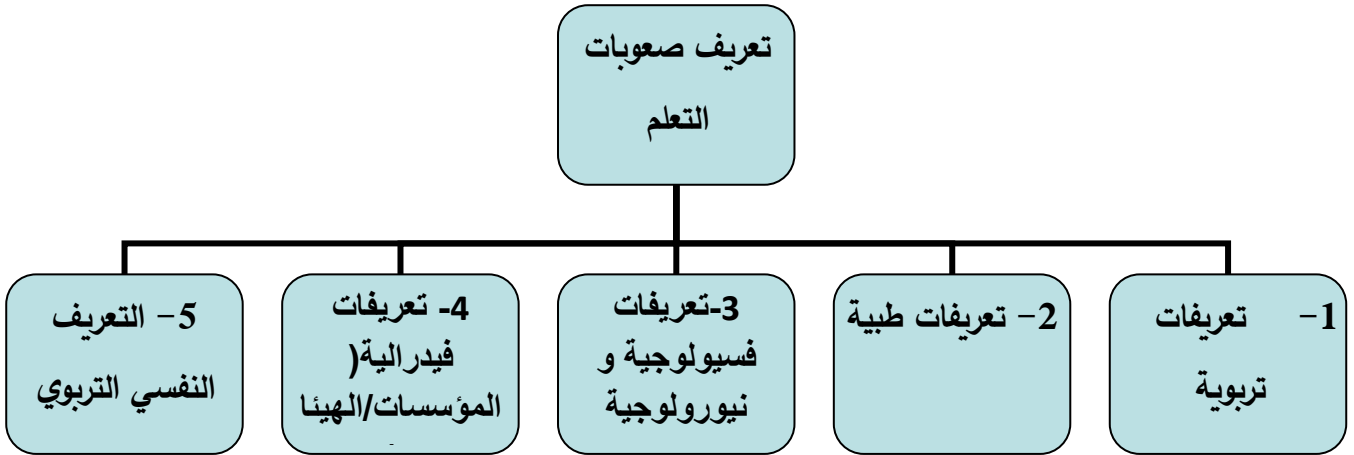 تعريف صعوبات
التعلم
1- تعريفات
تربوية
2- تعريفات طبية
3-تعريفات
فسيولوجية و
نيورولوجية
4- تعريفات
فيدرالية(
المؤسسات/الهيئا
5- التعريف
النفسي التربوي